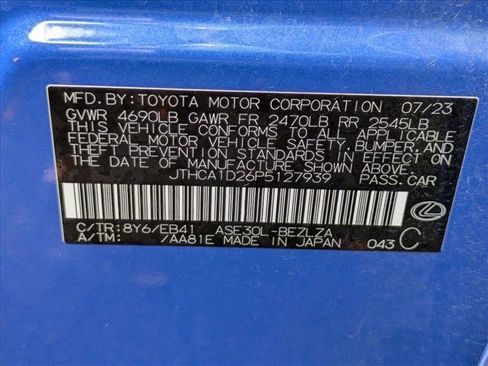 MFD. BY: TOYOTA MOTOR CORPORATION 07/23
GVWR 4690LB GAWR FR 2470LB RR 2545LB
THIS VEHICLE CONFORMS TO ALL APPLICABLE
FEDERAL MOTOR VEHICLE SAFETY, BUMPER, AND
THEFT PREVENTION STANDARDS IN EFFECT ON
THE DATE OF MANUFACTURE SHOWN ABOVE.
JTHCA1D26P5127939 PASS.CAR
C/TR: 8Y6/EB41 ASE30L-BEZLZA
A/TM: /AA81E MADE IN JAPAN 043 C